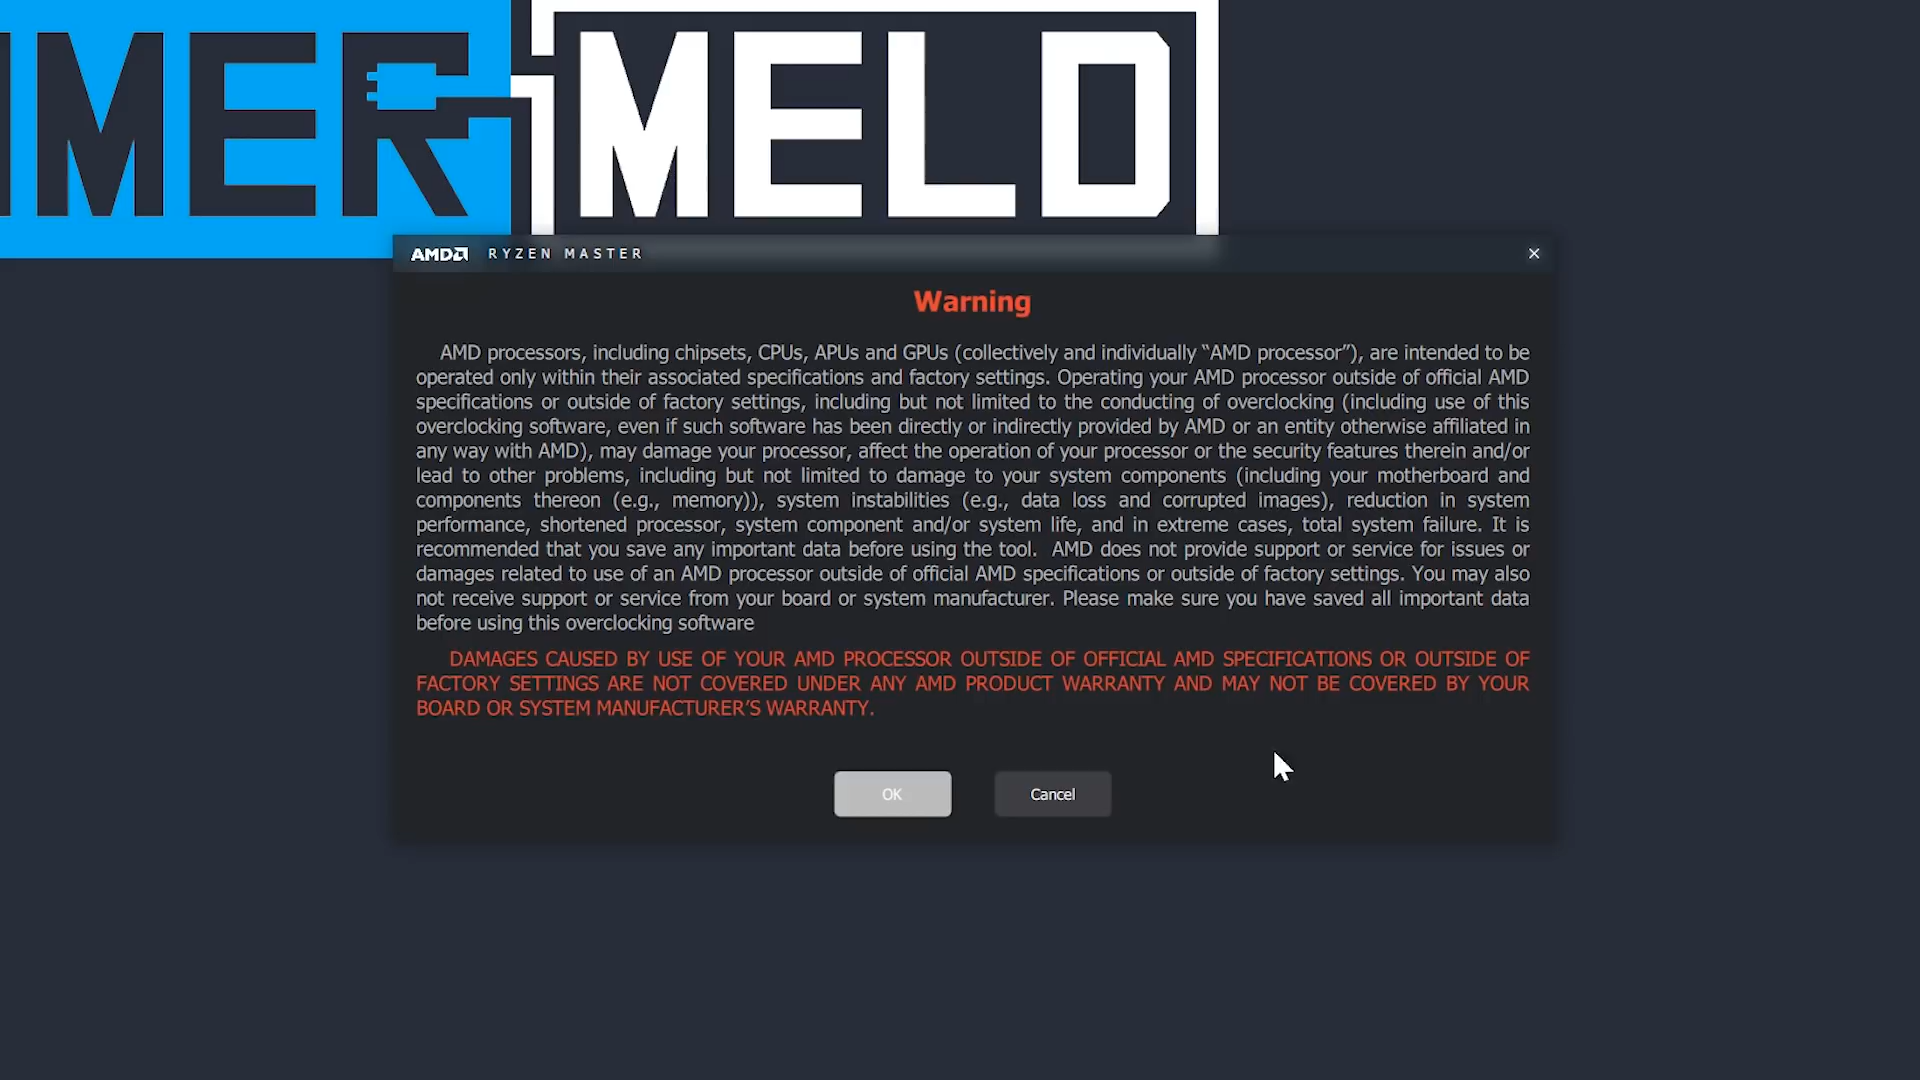 MER MELD
AMD RYZEN MASTER
Warning
AMD processors, including chipsets, CPUs, APUs and GPUs (collectively and individually “AMD processor”), are intended to be
operated only within their associated specifications and factory settings. Operating your AMD processor outside of official AMD
specifications or outside of factory settings, including but not limited to the conducting of overclocking (including use of this
overclocking software, even if such software has been directly or indirectly provided by AMD or an entity otherwise affiliated in
any way with AMD), may damage your processor, affect the operation of your processor or the security features therein and/or
lead to other problems, including but not limited to damage to your system components (including your motherboard and
components thereon (e.g., memory)), system instabilities (e.g., data loss and corrupted images), reduction in system
performance, shortened processor, system component and/or system life, and in extreme cases, total system failure. It is
recommended that you save any important data before using the tool.  AMD does not provide support or service for issues or
damages related to use of an AMD processor outside of official AMD specifications or outside of factory settings. You may also
not receive support or service from your board or system manufacturer. Please make sure you have saved all important data
before using this overclocking software
DAMAGES CAUSED BY USE OF YOUR AMD PROCESSOR OUTSIDE OF OFFICIAL AMD SPECIFICATIONS OR OUTSIDE OF
FACTORY SETTINGS ARE NOT COVERED UNDER ANY AMD PRODUCT WARRANTY AND MAY NOT BE COVERED BY YOUR
BOARD OR SYSTEM MANUFACTURER’S WARRANTY.
OK Cancel